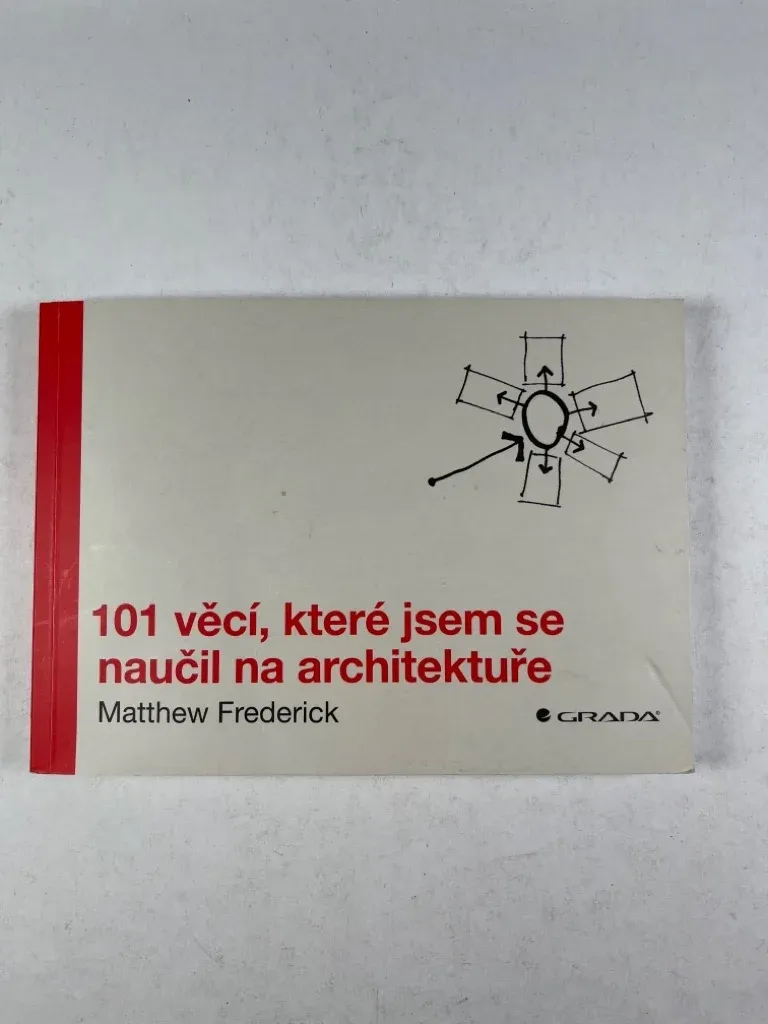 101 věcí, které jsem se
naučil na architektuře
Matthew Frederick
GRADA®